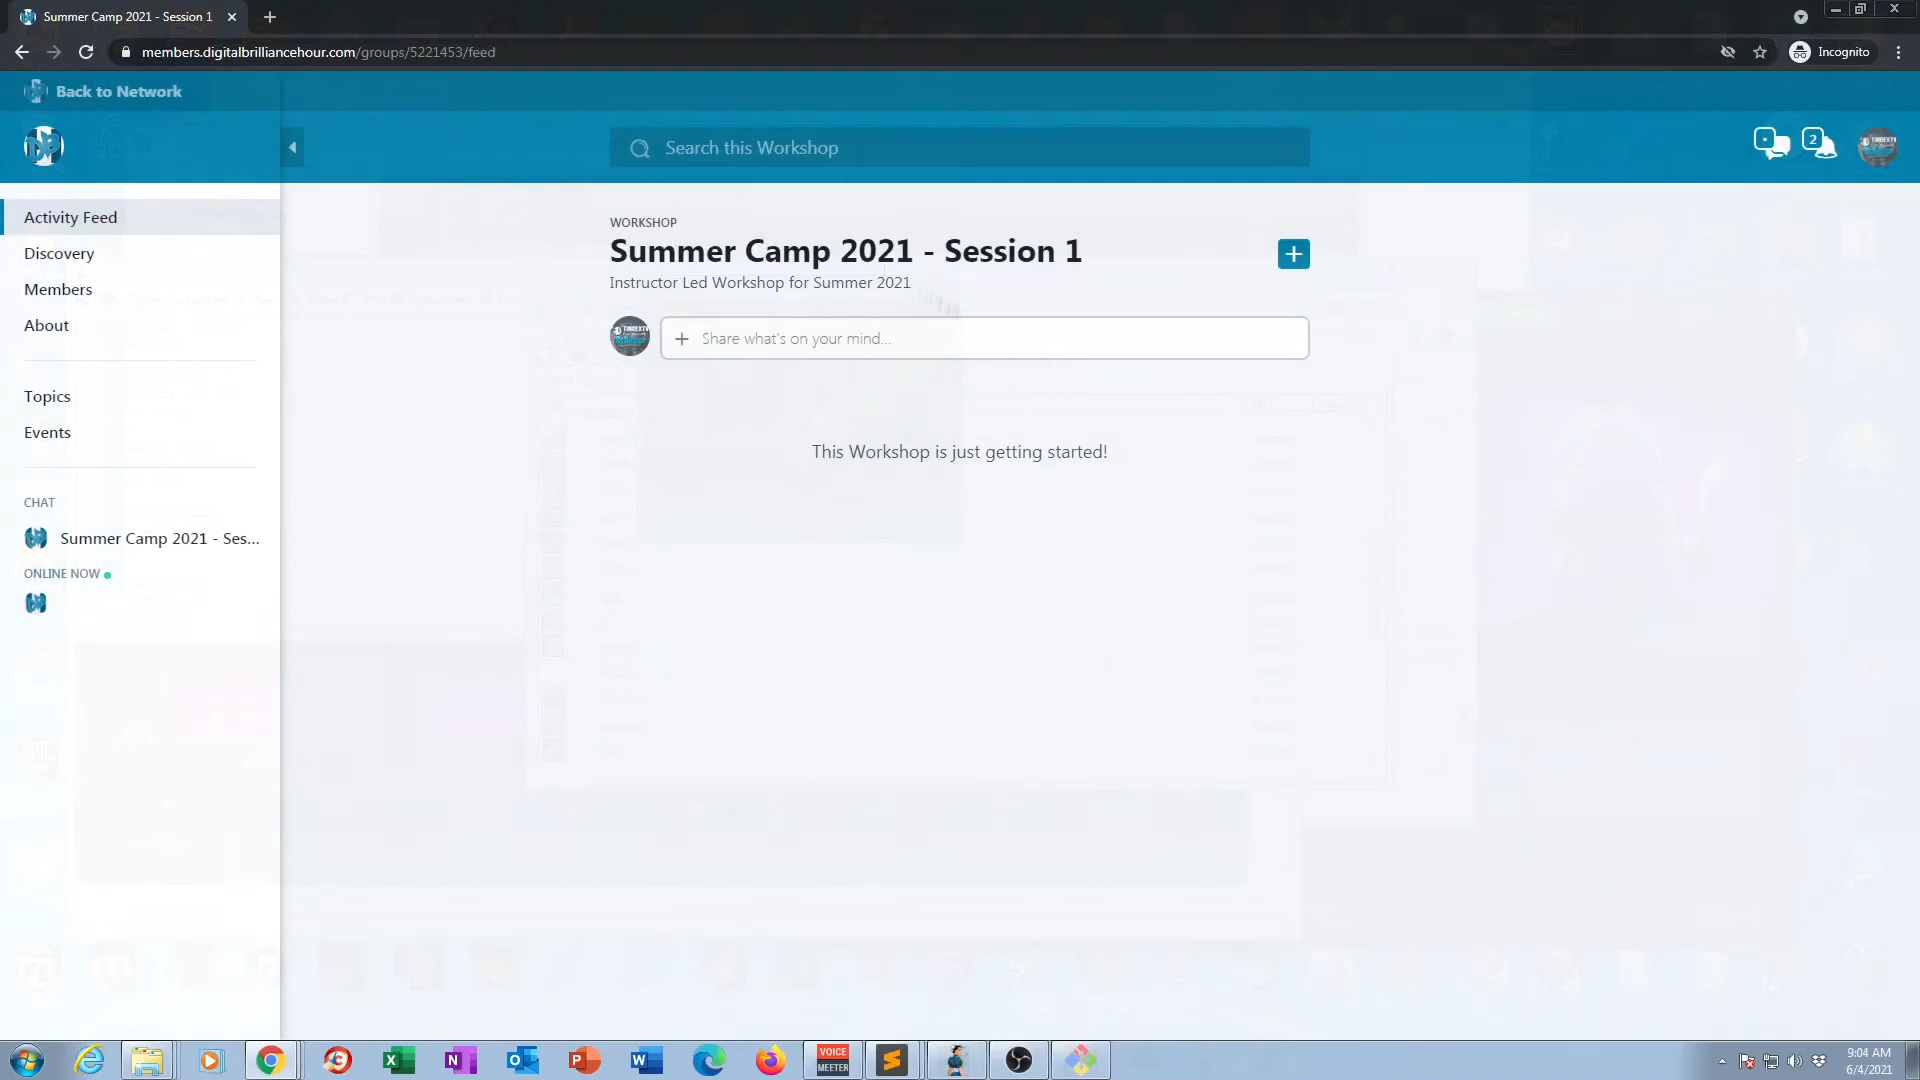 Summer Camp 2021 - Session 1
members.digitalbrilliancehour.com/groups/5221453/feed
Incognito
Back to Network
Search this Workshop
2
Activity Feed
Discovery
Members
About
Topics
Events
CHAT
Summer Camp 2021 - Ses...
ONLINE NOW
WORKSHOP
Summer Camp 2021 - Session 1
Instructor Led Workshop for Summer 2021
Share what's on your mind...
This Workshop is just getting started!
VOICE
MEETER
9:04 AM
6/4/2021